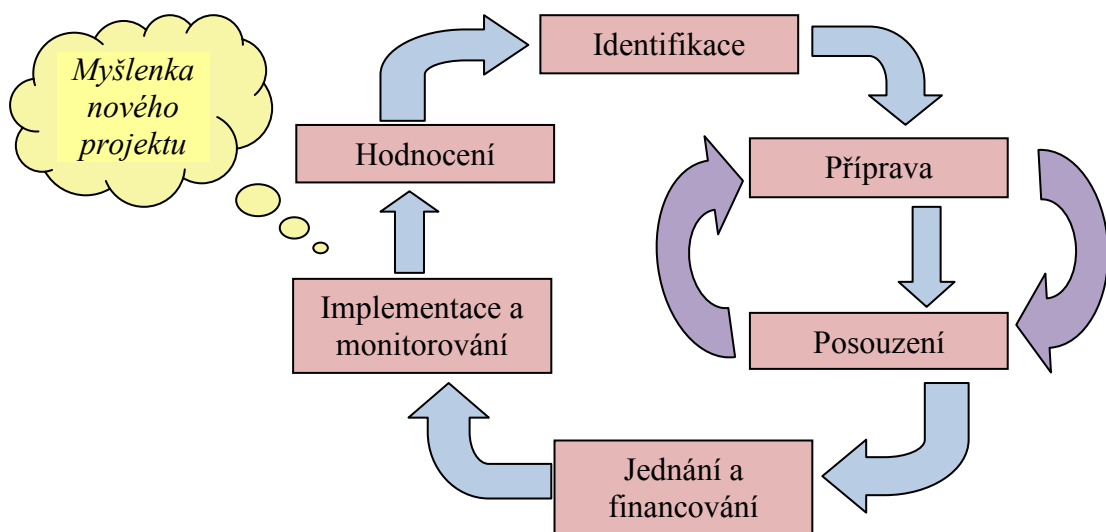 Myšlenka
nového
projektu
Identifikace
Hodnocení
Příprava
Implementace a
monitorování
Posouzení
Jednání a
financování